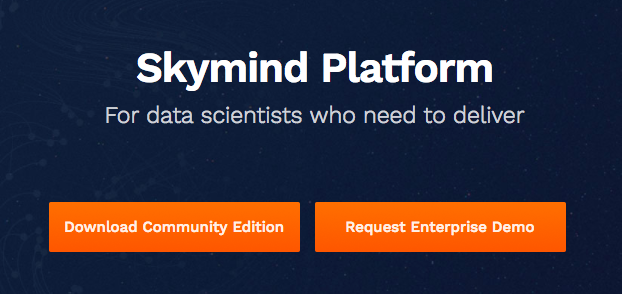 Skymind Platform
For data scientists who need to deliver
Download Community Edition
Request Enterprise Demo